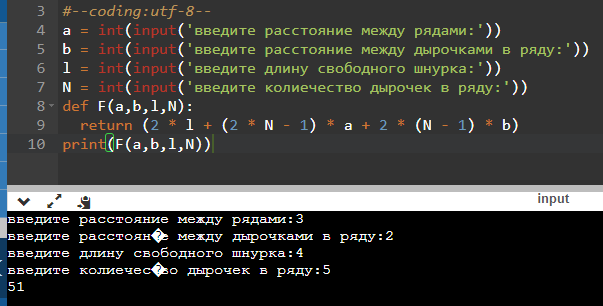 3 #--coding:utf-8--
4 a = int(input('введите расстояние между рядами:'))
5 b = int(input('введите расстояние между дырочками в ряду:'))
6 l = int(input('введите длину свободного шнурка:'))
7 N = int(input('введите колиечество дырочек в ряду:'))
8 def F(a,b,l,N):
9 return (2 * l + (2 * N - 1) * a + 2 * (N - 1) * b)
10 print(F(a,b,l,N))
input
введите расстояние между рядами:3
введите расстоян�е между дырочками в ряду:2
введите длину свободного шнурка:4
введите колиечес�во дырочек в ряду:5
51